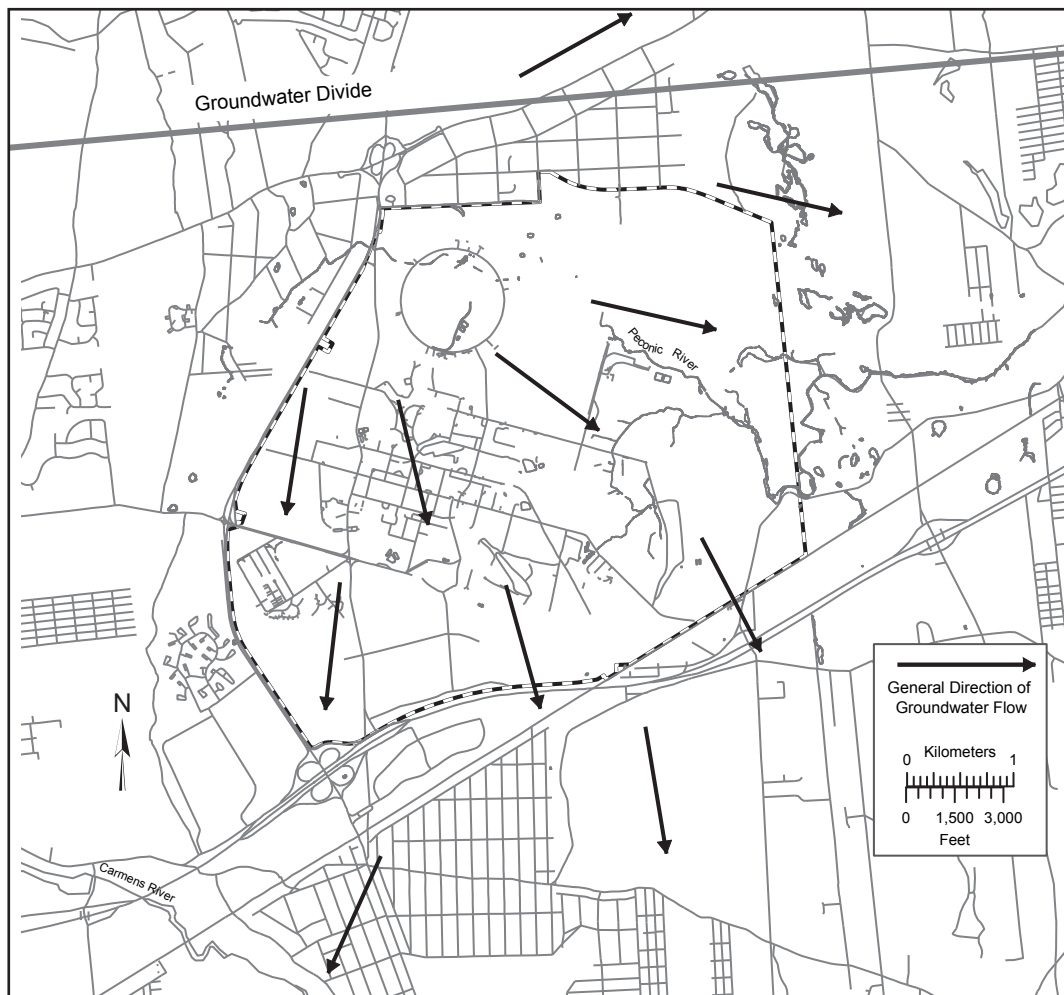 Groundwater Divide
Peconic River
N
Carmens River
General Direction of
Groundwater Flow
Kilometers
0 1
0 1,500 3,000
Feet